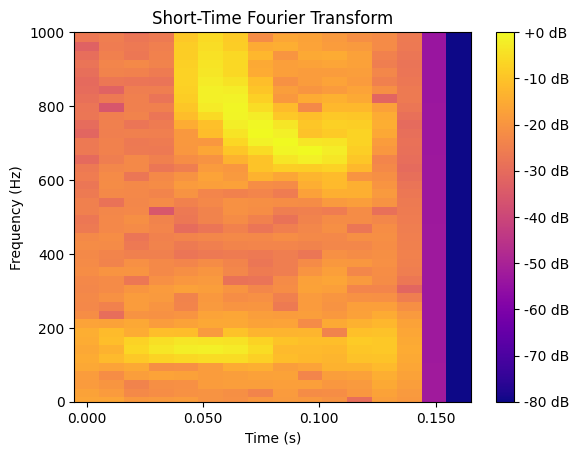 Short-Time Fourier Transform
1000
800
600
400
200
0
Frequency (Hz)
0.000
0.050
0.100
0.150
Time (s)
+0 dB
-10 dB
-20 dB
-30 dB
-40 dB
-50 dB
-60 dB
-70 dB
-80 dB